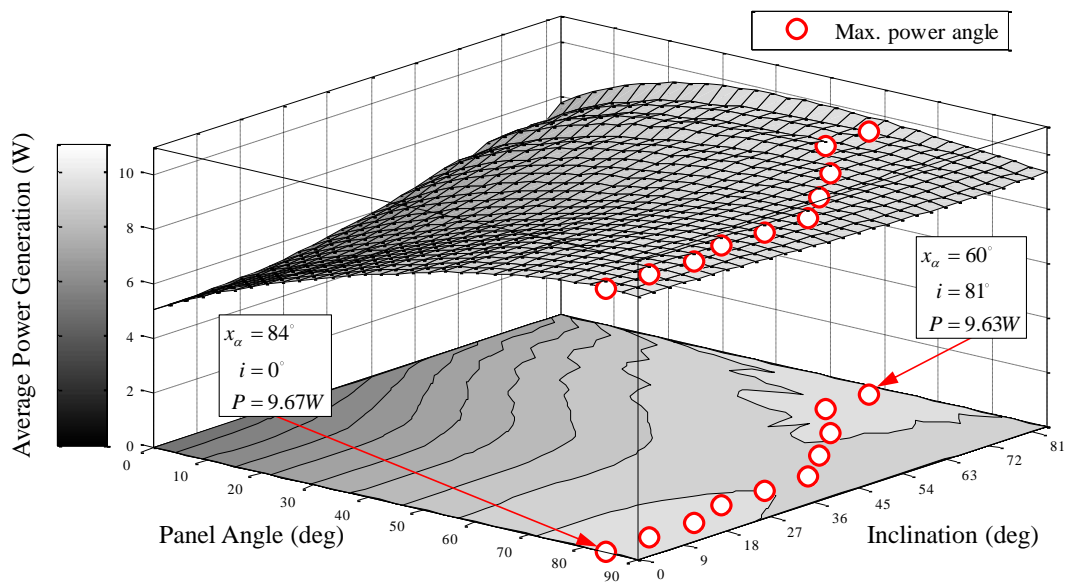 Max. power angle
Average Power Generation (W)
10
8
6
4
2
0
x_α = 84°
i = 0°
P = 9.67W
x_α = 60°
i = 81°
P = 9.63W
0
10
20
30
40
50
60
70
80
90
Panel Angle (deg)
0
9
18
27
36
45
54
63
72
81
Inclination (deg)